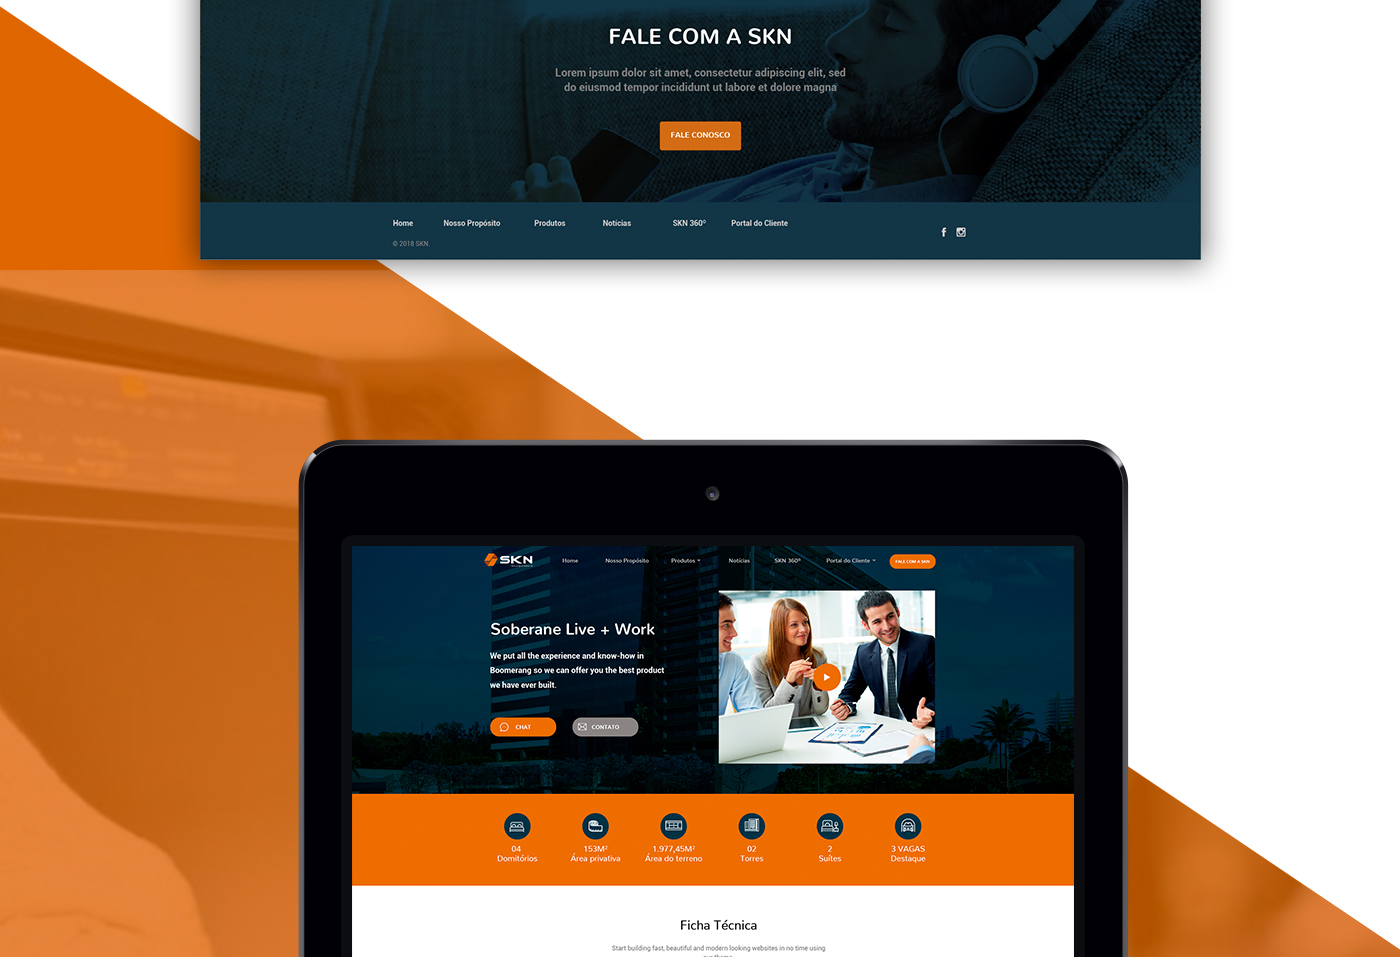 FALE COM A SKN
Lorem ipsum dolor sit amet, consectetur adipiscing elit, sed
do eiusmod tempor incididunt ut labore et dolore magna
FALE CONOSCO
Home Nosso Propósito Produtos Notícias SKN 360º Portal do Cliente
© 2018 SKN.
SKN Home Nosso Propósito Produtos Notícias SKN 360º Portal do Cliente FALE COM A SKN
Soberane Live + Work
We put all the experience and know-how in
Boomerang so we can offer you the best product
we have ever built.
CHAT CONTATO
04 153M² 1.977,45M² 02 2 3 VAGAS
Domitórios Área privativa Área do terreno Torres Suítes Destaque
Ficha Técnica
Start building fast, beautiful and modern looking websites in no time using
our theme.